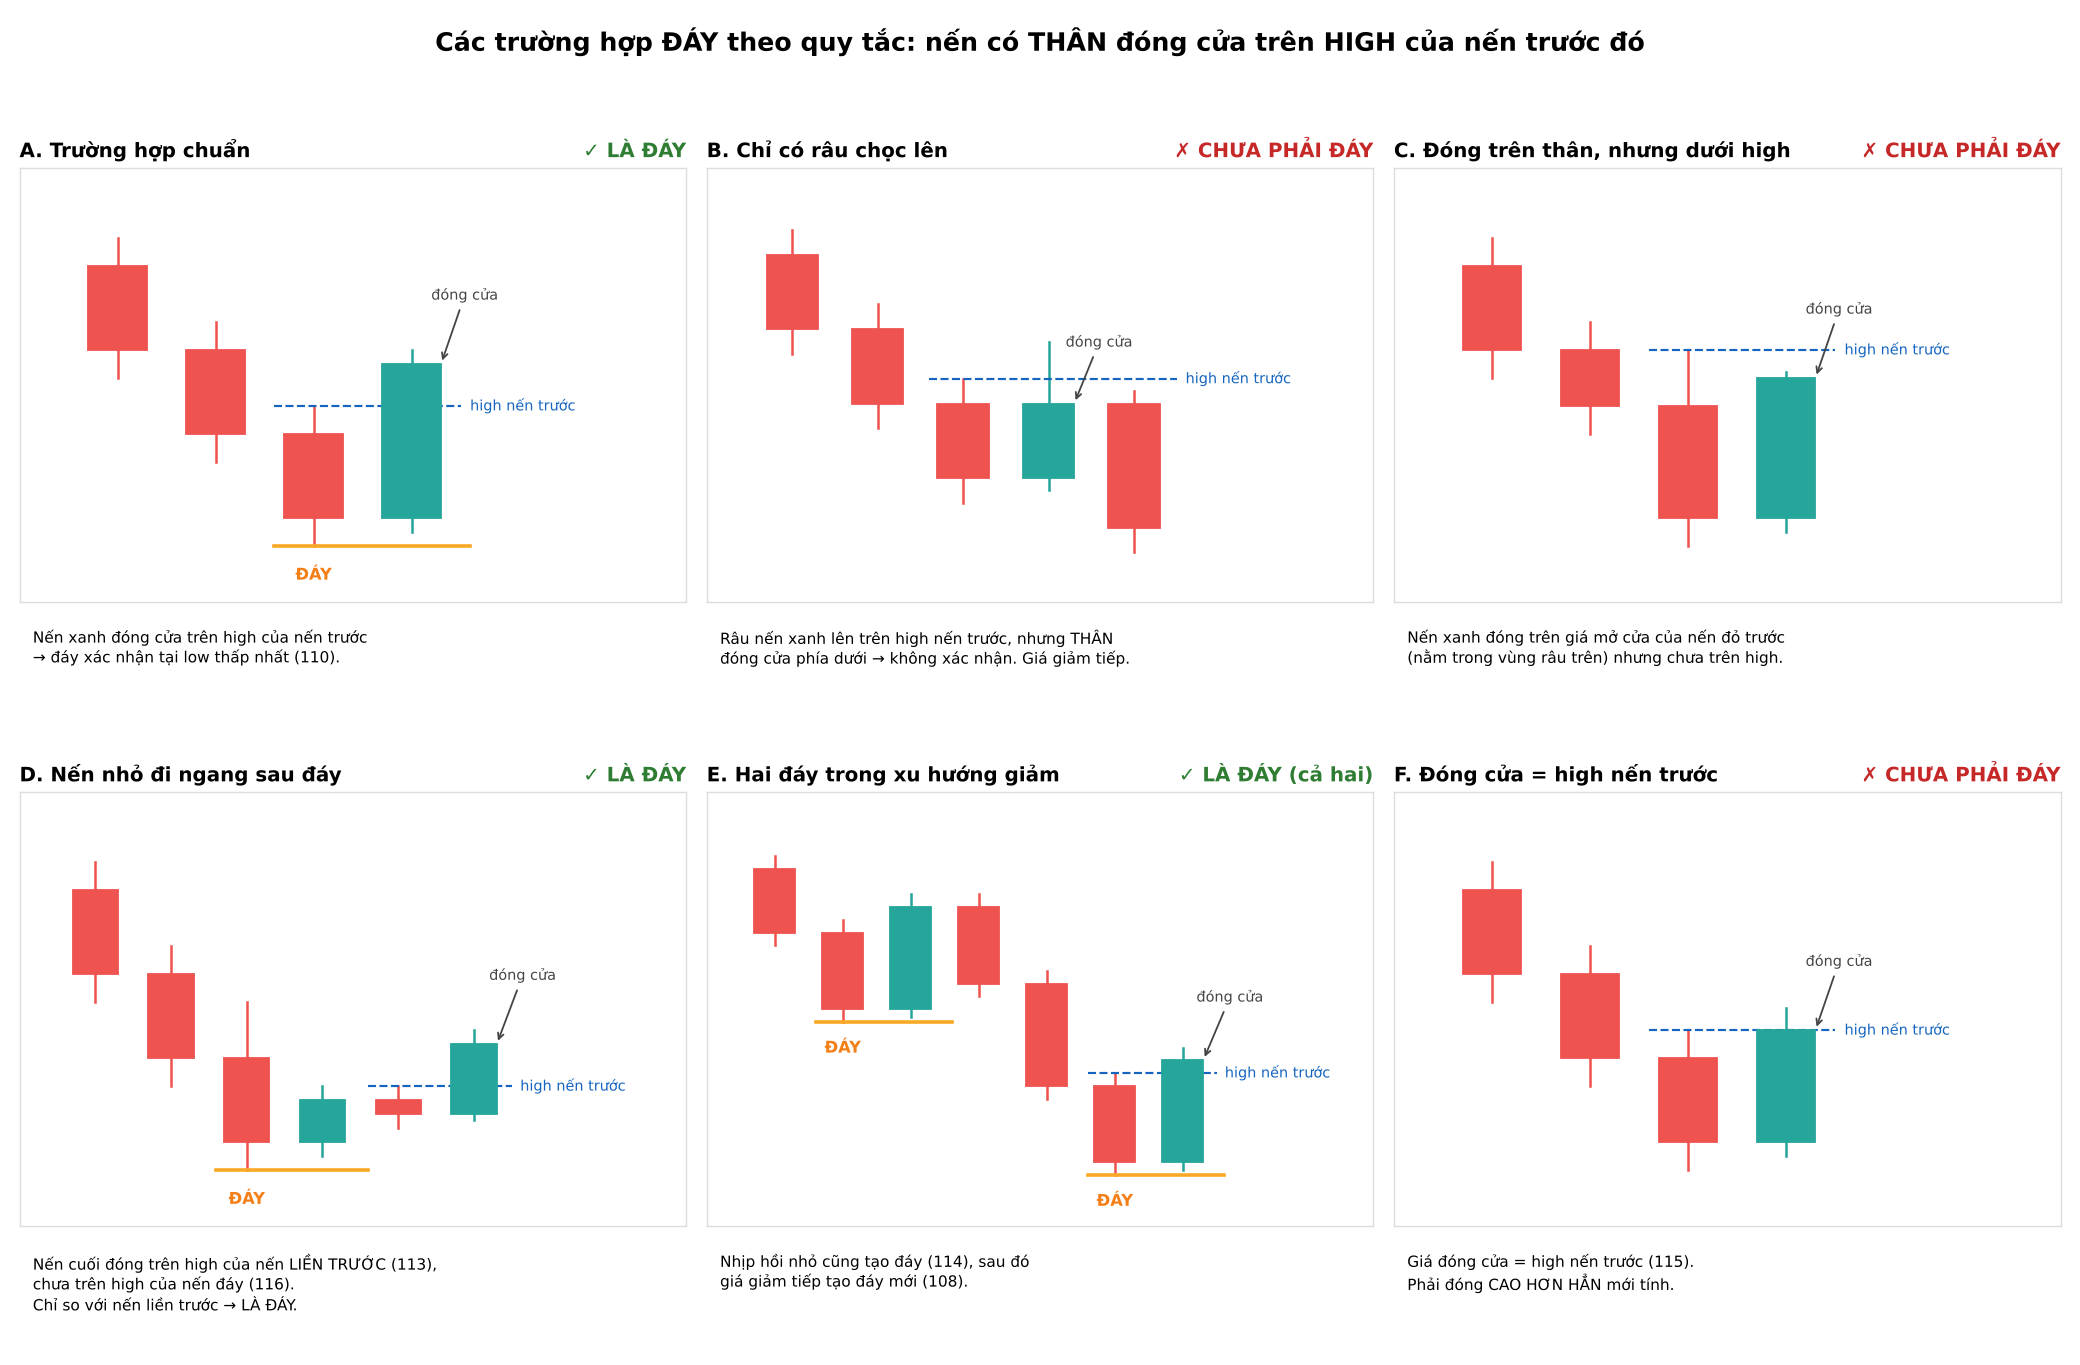 Các trường hợp ĐÁY theo quy tắc: nến có THÂN đóng cửa trên HIGH của nến trước đó
A. Trường hợp chuẩn
✓ LÀ ĐÁY
đóng cửa
high nến trước
ĐÁY
Nến xanh đóng cửa trên high của nến trước
→ đáy xác nhận tại low thấp nhất (110).
B. Chỉ có râu chọc lên
✗ CHƯA PHẢI ĐÁY
đóng cửa
high nến trước
Râu nến xanh lên trên high nến trước, nhưng THÂN
đóng cửa phía dưới → không xác nhận. Giá giảm tiếp.
C. Đóng trên thân, nhưng dưới high
✗ CHƯA PHẢI ĐÁY
đóng cửa
high nến trước
Nến xanh đóng trên giá mở cửa của nến đỏ trước
(nằm trong vùng râu trên) nhưng chưa trên high.
D. Nến nhỏ đi ngang sau đáy
✓ LÀ ĐÁY
đóng cửa
high nến trước
ĐÁY
Nến cuối đóng trên high của nến LIỀN TRƯỚC (113),
chưa trên high của nến đáy (116).
Chỉ so với nến liền trước → LÀ ĐÁY.
E. Hai đáy trong xu hướng giảm
✓ LÀ ĐÁY (cả hai)
đóng cửa
ĐÁY
high nến trước
ĐÁY
Nhịp hồi nhỏ cũng tạo đáy (114), sau đó
giá giảm tiếp tạo đáy mới (108).
F. Đóng cửa = high nến trước
✗ CHƯA PHẢI ĐÁY
đóng cửa
high nến trước
Giá đóng cửa = high nến trước (115).
Phải đóng CAO HƠN HẲN mới tính.